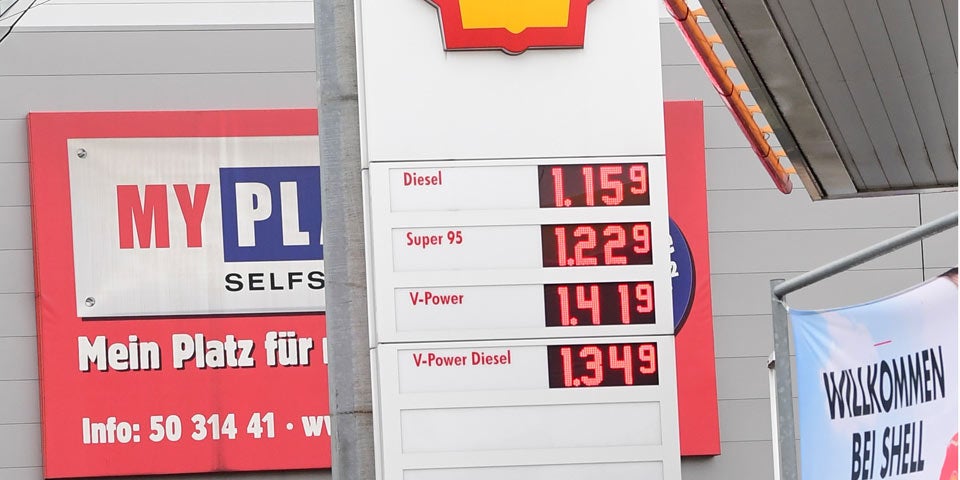 MY
SELFS
Mein Platz für
Info: 50 314 41 ·
Diesel 1.159
Super 95 1.229
V-Power 1.419
V-Power Diesel 1.349
WILLKOMMEN
BEI SHELL